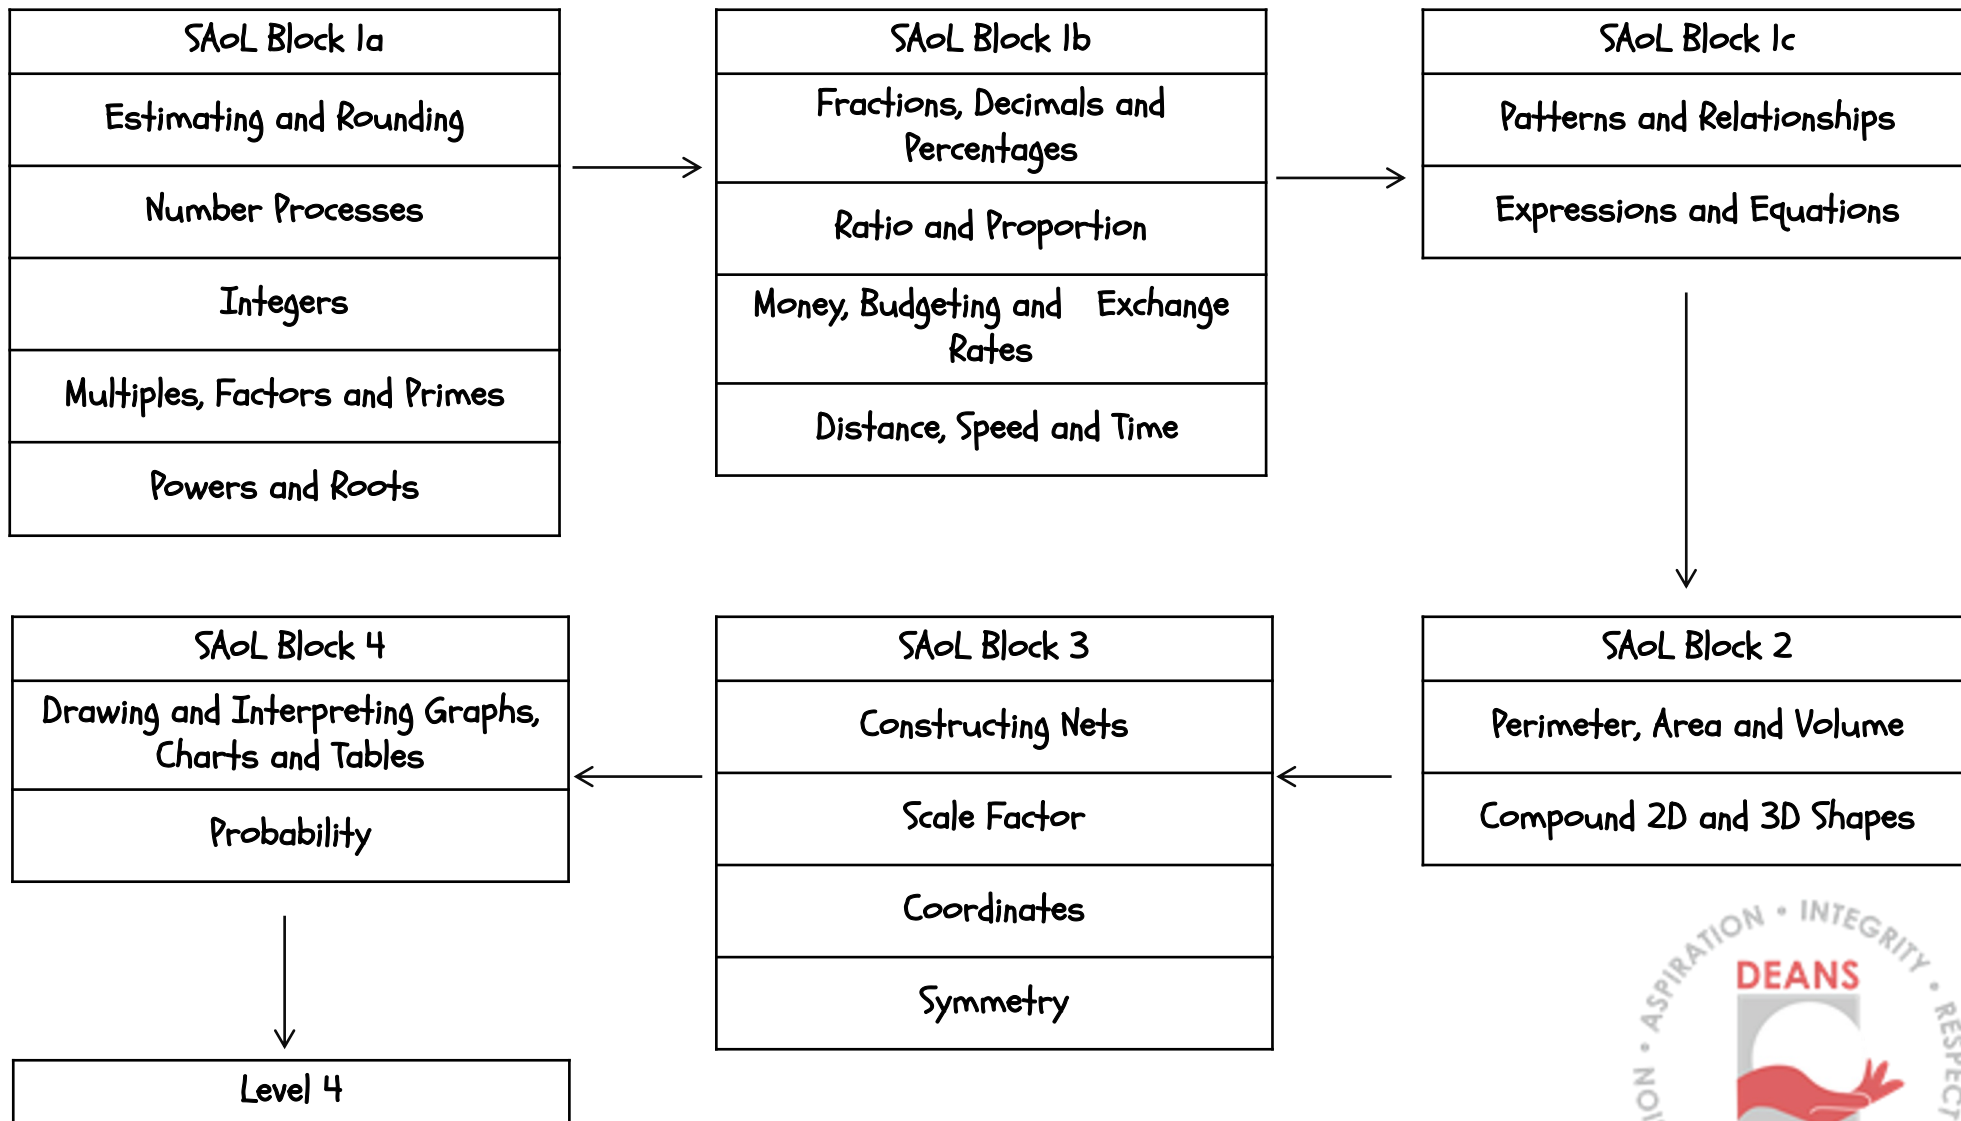 SAoL Block 1a
Estimating and Rounding
Number Processes
Integers
Multiples, Factors and Primes
Powers and Roots
SAoL Block 1b
Fractions, Decimals and
Percentages
Ratio and Proportion
Money, Budgeting and Exchange
Rates
Distance, Speed and Time
SAoL Block 1c
Patterns and Relationships
Expressions and Equations
SAoL Block 2
Perimeter, Area and Volume
Compound 2D and 3D Shapes
SAoL Block 3
Constructing Nets
Scale Factor
Coordinates
Symmetry
SAoL Block 4
Drawing and Interpreting Graphs,
Charts and Tables
Probability
Level 4
• ASPIRATION • INTEGRITY • RESPECT
DEANS